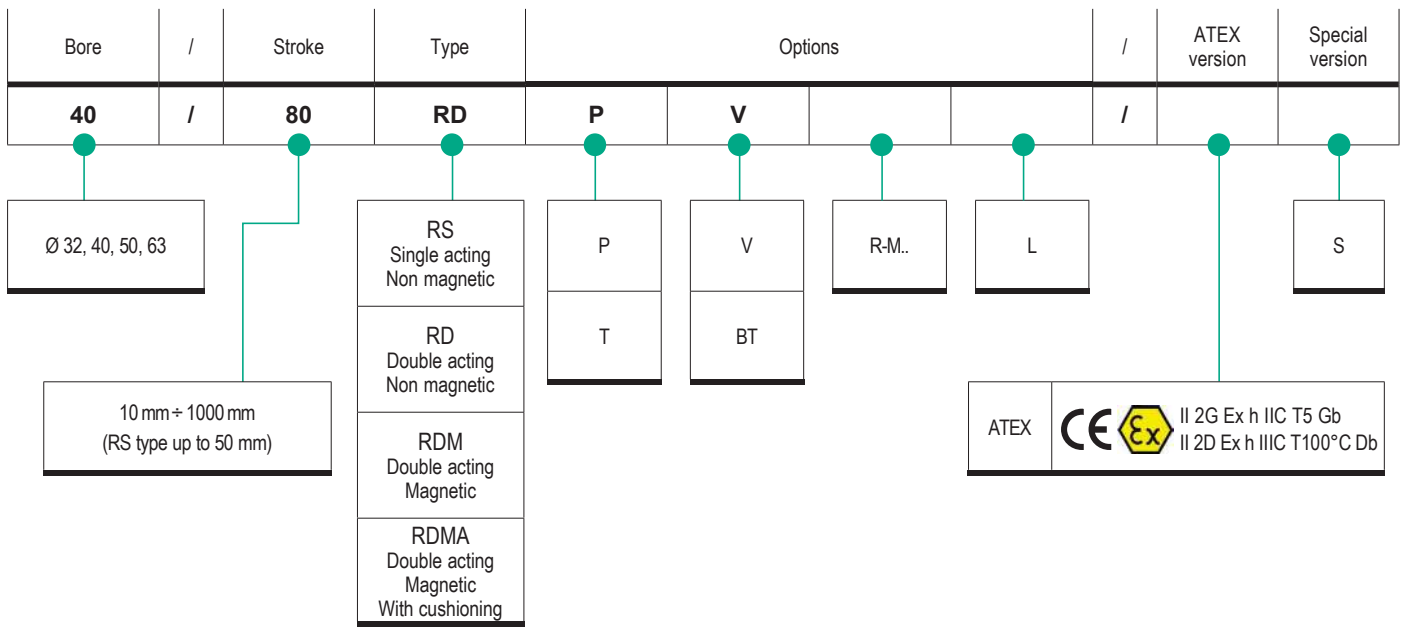 Bore / Stroke Type Options / ATEX version Special version
40 / 80 RD P V /
Ø 32, 40, 50, 63
10 mm ÷ 1000 mm
(RS type up to 50 mm)
RS
Single acting
Non magnetic
RD
Double acting
Non magnetic
RDM
Double acting
Magnetic
RDMA
Double acting
Magnetic
With cushioning
P
T
V
BT
R-M..
L
S
ATEX CE Ex II 2G Ex h IIC T5 Gb
II 2D Ex h IIIC T100°C Db